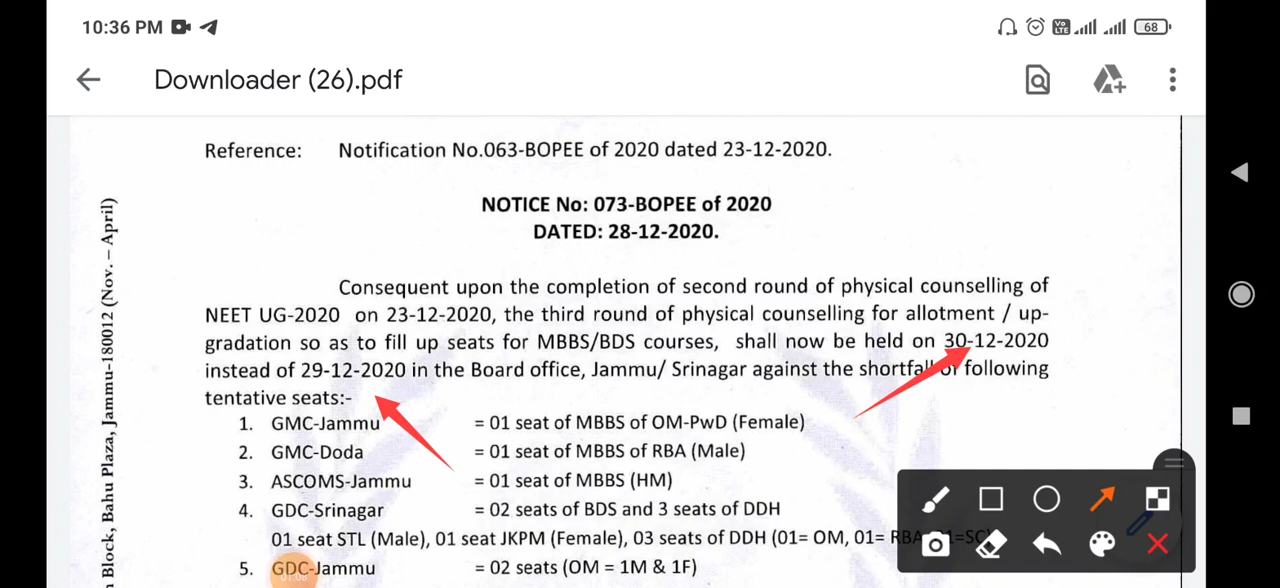 10:36 PM
Vo LTE
68
Downloader (26).pdf
Reference: Notification No.063-BOPEE of 2020 dated 23-12-2020.
NOTICE No: 073-BOPEE of 2020
DATED: 28-12-2020.
Consequent upon the completion of second round of physical counselling of
NEET UG-2020 on 23-12-2020, the third round of physical counselling for allotment / up-
gradation so as to fill up seats for MBBS/BDS courses, shall now be held on 30-12-2020
instead of 29-12-2020 in the Board office, Jammu/ Srinagar against the shortfall of following
tentative seats:-
1. GMC-Jammu = 01 seat of MBBS of OM-PwD (Female)
2. GMC-Doda = 01 seat of MBBS of RBA (Male)
3. ASCOMS-Jammu = 01 seat of MBBS (HM)
4. GDC-Srinagar = 02 seats of BDS and 3 seats of DDH
01 seat STL (Male), 01 seat JKPM (Female), 03 seats of DDH (01= OM, 01= RBA, 01=SC)
5. GDC-Jammu = 02 seats (OM = 1M & 1F)
01:08
Block, Bahu Plaza, Jammu-180012 (Nov. – April)